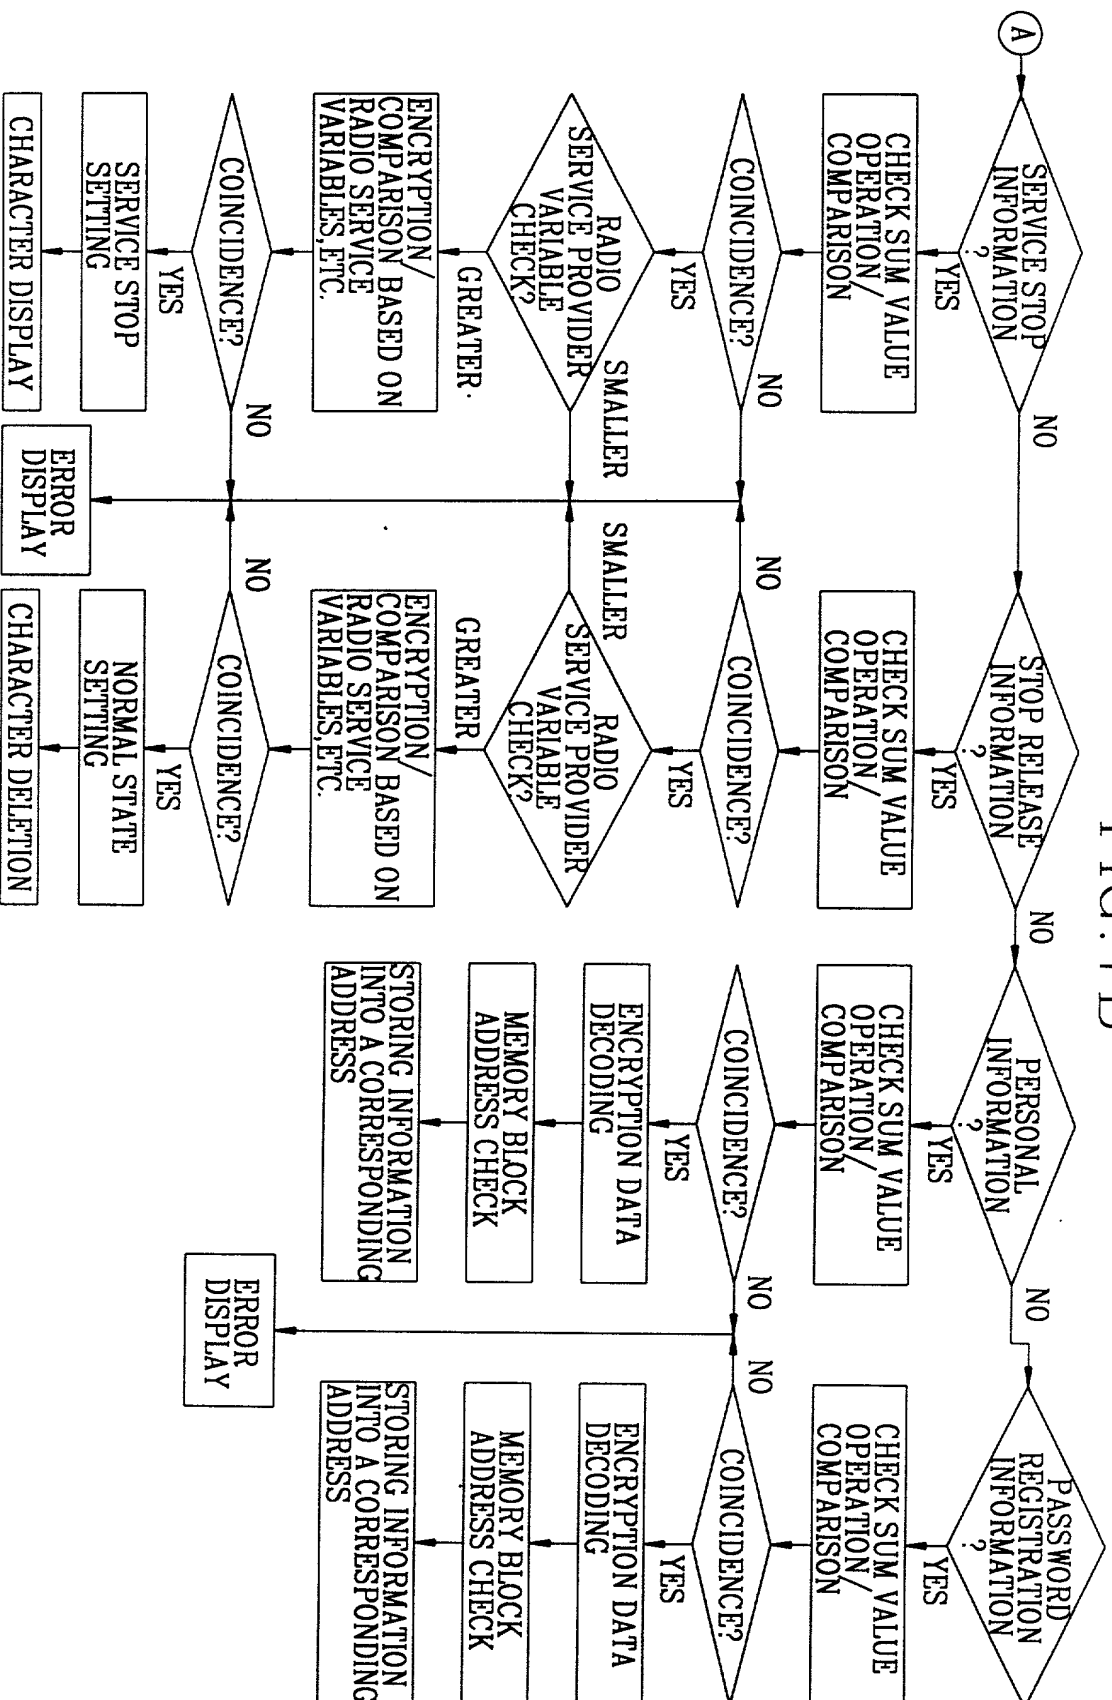 A
SERVICE STOP
INFORMATION
?
NO
YES
CHECK SUM VALUE
OPERATION/
COMPARISON
COINCIDENCE?
NO
YES
RADIO
SERVICE PROVIDER
VARIABLE
CHECK?
SMALLER
GREATER.
ENCRYPTION/
COMPARISON BASED ON
RADIO SERVICE
VARIABLES,ETC.
COINCIDENCE?
NO
YES
SERVICE STOP
SETTING
CHARACTER DISPLAY
ERROR
DISPLAY
STOP RELEASE
INFORMATION
?
NO
YES
CHECK SUM VALUE
OPERATION/
COMPARISON
COINCIDENCE?
NO
YES
RADIO
SERVICE PROVIDER
VARIABLE
CHECK?
SMALLER
GREATER
ENCRYPTION/
COMPARISON BASED ON
RADIO SERVICE
VARIABLES,ETC.
COINCIDENCE?
NO
YES
NORMAL STATE
SETTING
CHARACTER DELETION
PERSONAL
INFORMATION
?
NO
YES
CHECK SUM VALUE
OPERATION/
COMPARISON
COINCIDENCE?
NO
YES
ENCRYPTION DATA
DECODING
MEMORY BLOCK
ADDRESS CHECK
STORING INFORMATION
INTO A CORRESPONDING
ADDRESS
ERROR
DISPLAY
PASSWORD
REGISTRATION
INFORMATION
?
YES
CHECK SUM VALUE
OPERATION/
COMPARISON
COINCIDENCE?
NO
YES
ENCRYPTION DATA
DECODING
MEMORY BLOCK
ADDRESS CHECK
STORING INFORMATION
INTO A CORRESPONDING
ADDRESS